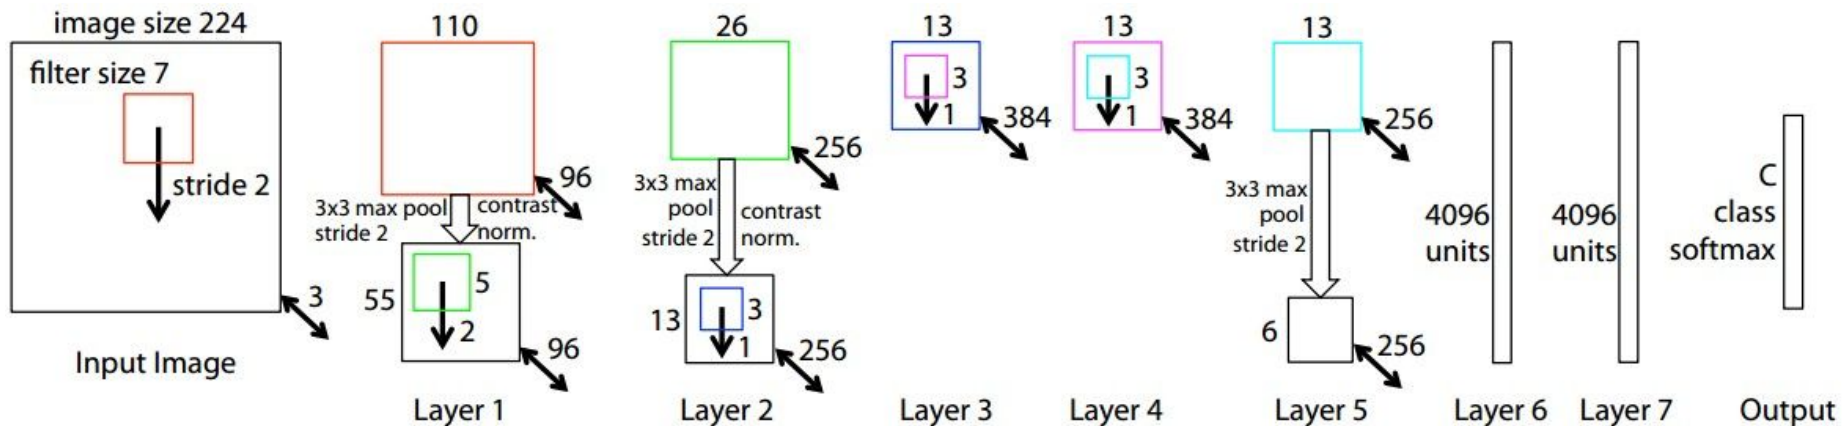 image size 224
filter size 7
stride 2
3
Input Image
110
96
3x3 max pool
stride 2
contrast
norm.
55
5
2
96
Layer 1
26
256
3x3 max
pool
stride 2
contrast
norm.
13
3
1
256
Layer 2
13
3
1
384
Layer 3
13
3
1
384
Layer 4
13
256
3x3 max
pool
stride 2
6
256
Layer 5
4096
units
Layer 6
4096
units
Layer 7
C
class
softmax
Output